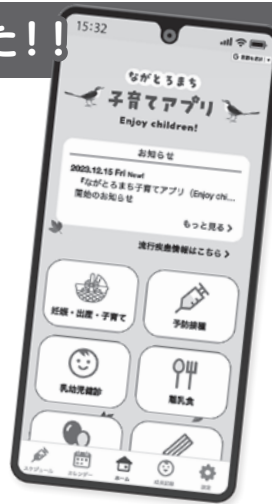 た!!
15:32
ながとろまち
子育てアプリ
Enjoy children!
お知らせ
2023.12.15 Fri New!
『ながとろまち子育てアプリ（Enjoy chi...
開始のお知らせ
もっと見る >
流行疾患情報はこちら >
妊娠・出産・子育て
予防接種
乳幼児健診
離乳食
スケジュール
カレンダー
ホーム